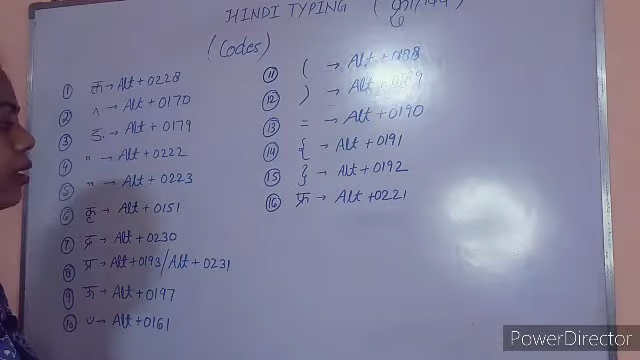 HINDI TYPING
(Codes)
① क → Alt + 0228
② ^ → Alt + 0170
③ ङ → Alt + 0179
④ " → Alt + 0222
⑤ " → Alt + 0223
⑥ कृ → Alt + 0151
⑦ → Alt + 0230
⑧ प्र → Alt + 0193/Alt + 0231
⑨ → Alt + 0197
⑩ → Alt + 0161
⑪ ( → Alt + 0188
⑫ ) → Alt + 0189
⑬ = → Alt + 0190
⑭ { → Alt + 0191
⑮ } → Alt + 0192
⑯ फ्र → Alt + 0221
PowerDirector